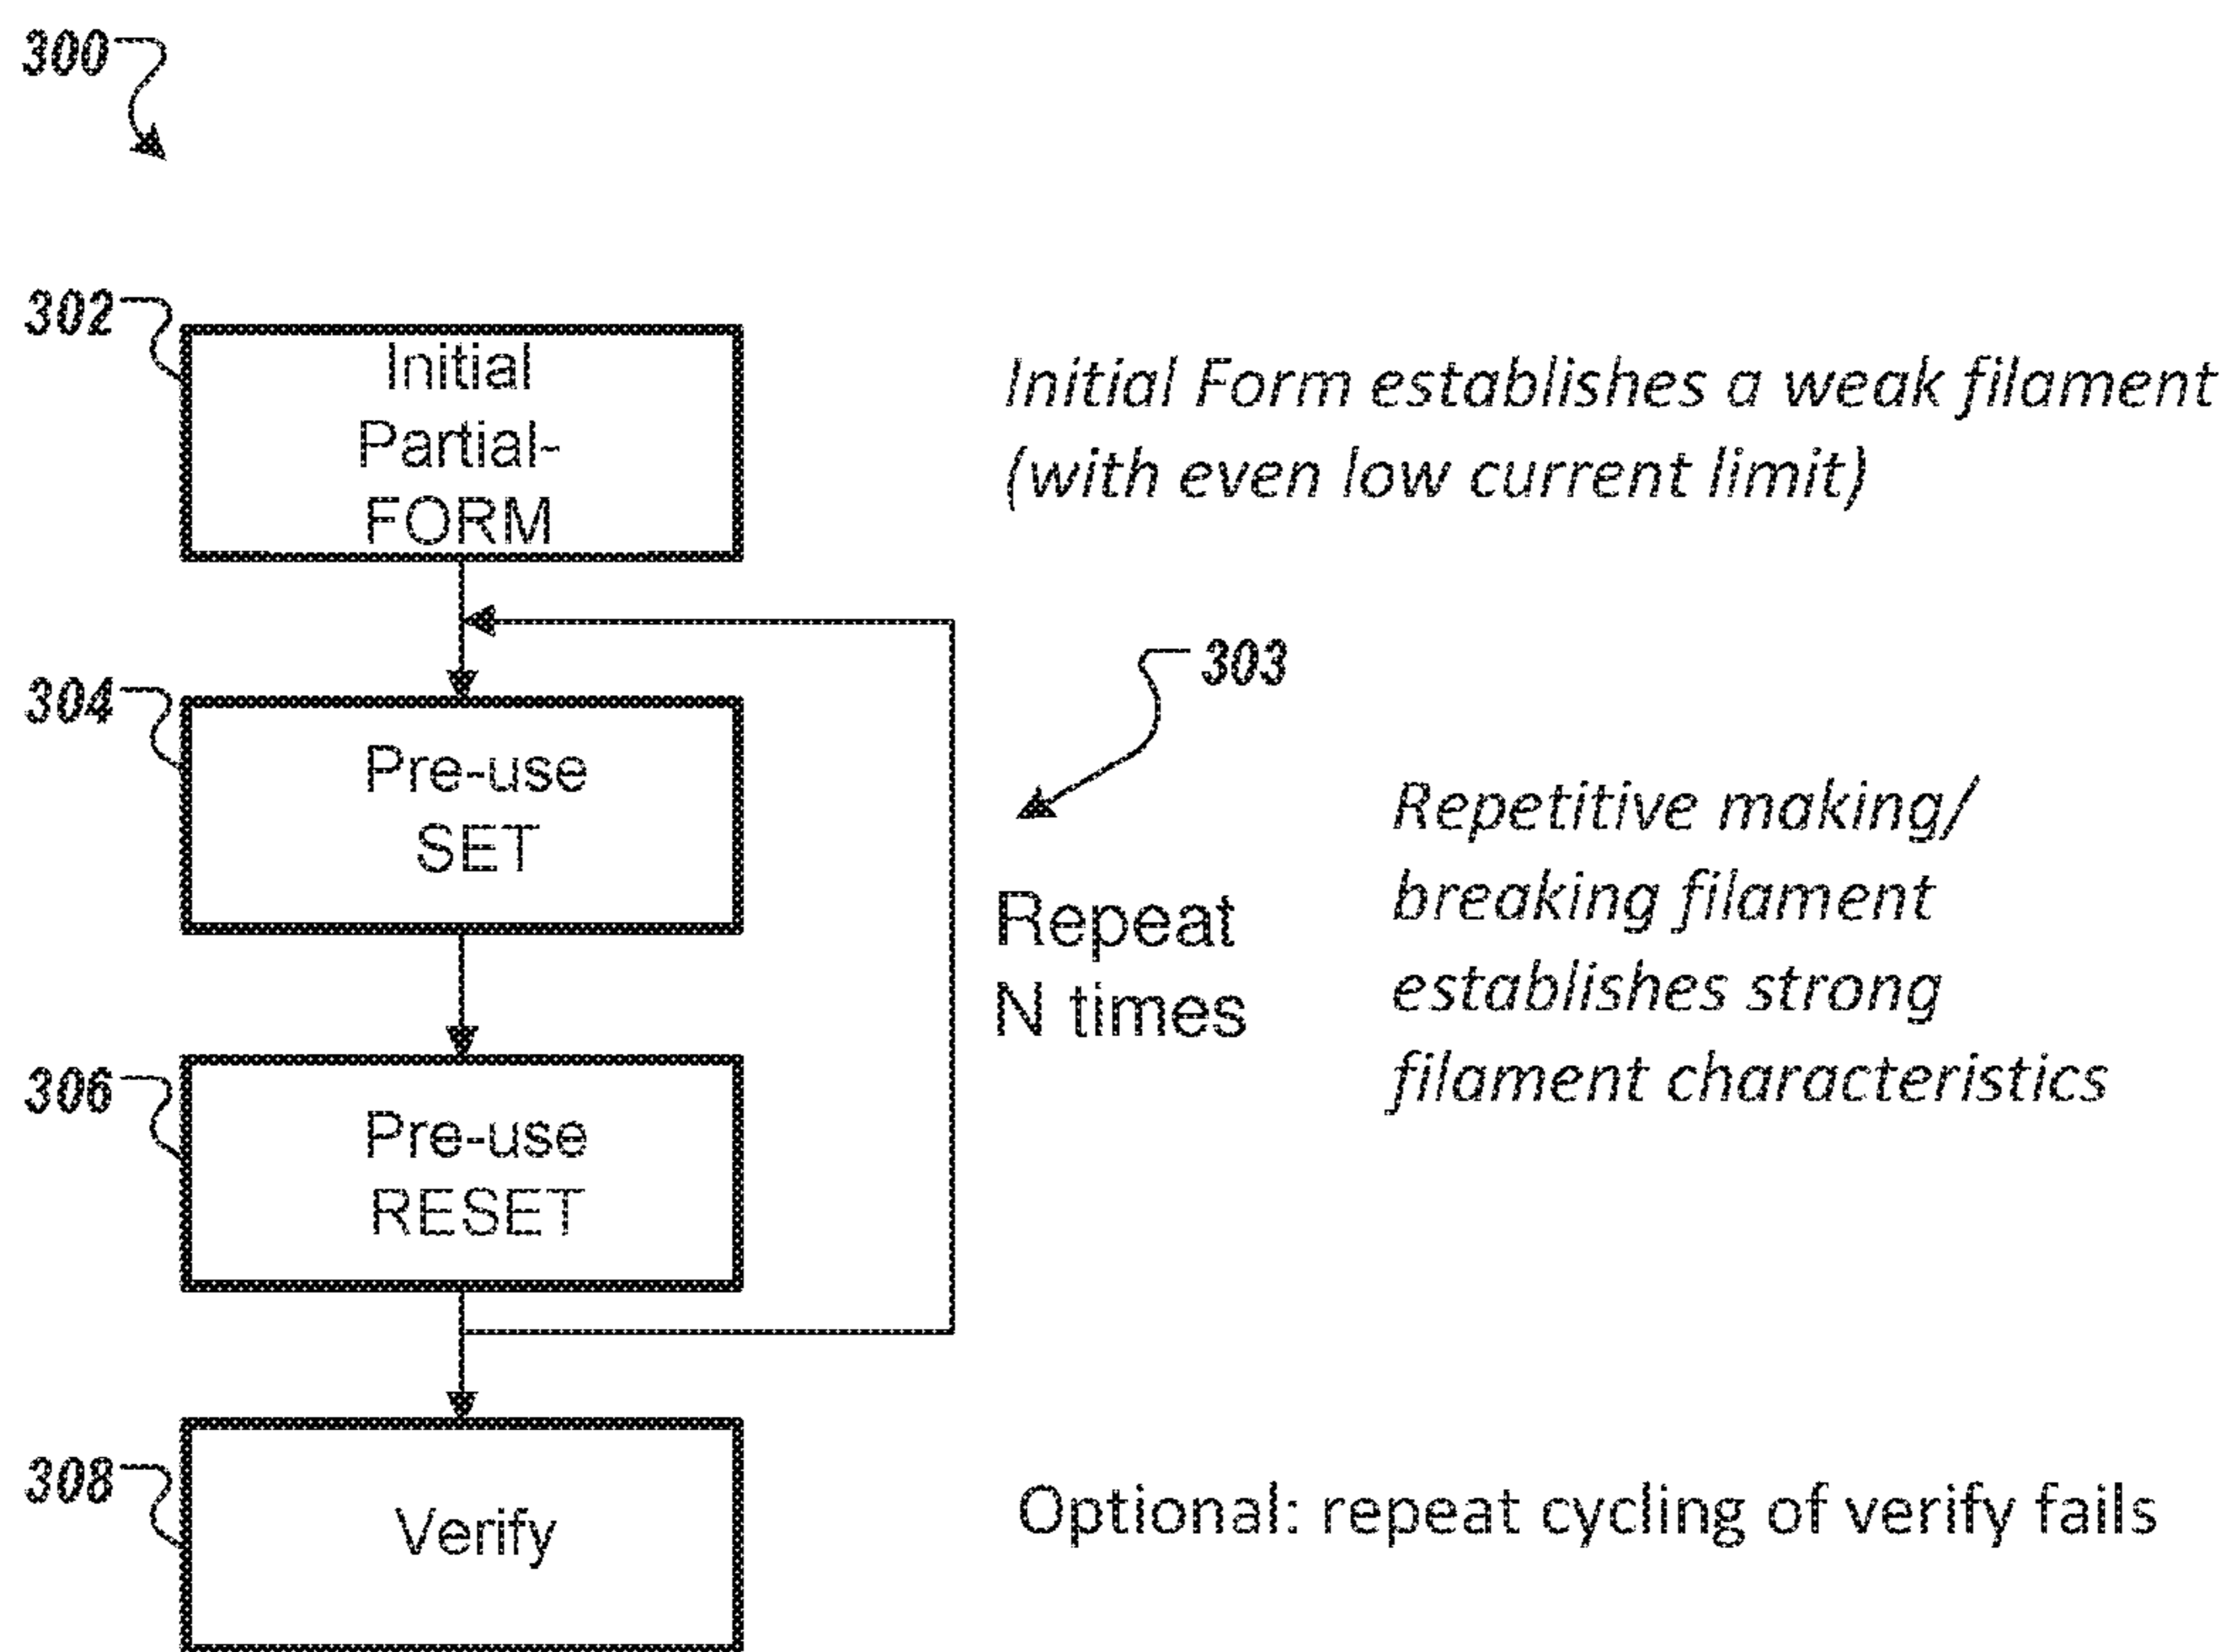 300
302
Initial
Partial-
FORM
Initial Form establishes a weak filament
(with even low current limit)
303
304
Pre-use
SET
Repeat
N times
Repetitive making/
breaking filament
establishes strong
filament characteristics
306
Pre-use
RESET
308
Verify
Optional: repeat cycling of verify fails